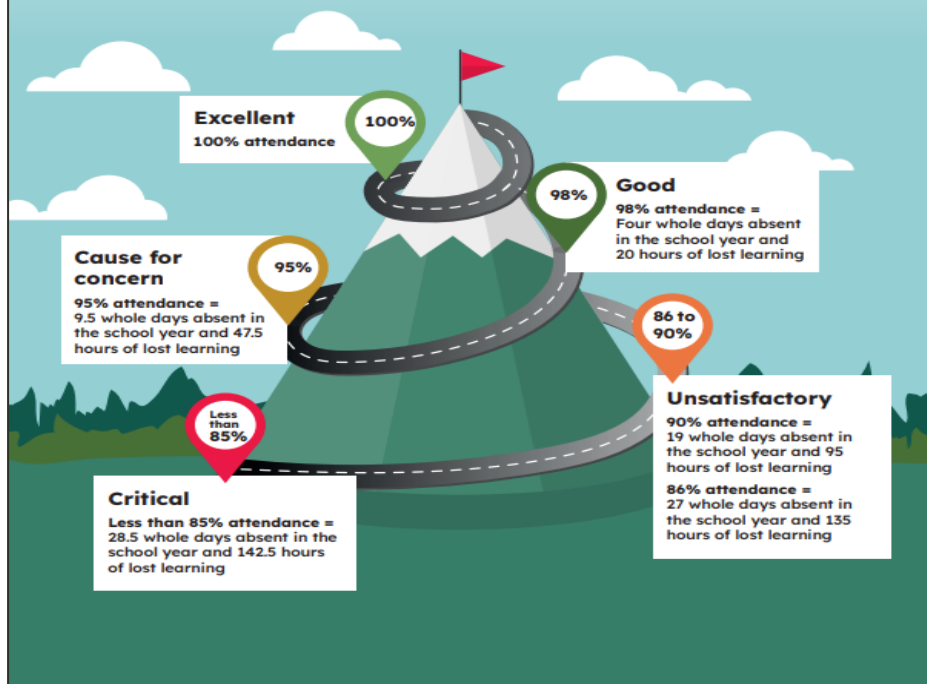 Excellent
100% attendance
100%
98%
Good
98% attendance =
Four whole days absent
in the school year and
20 hours of lost learning
Cause for
concern
95% attendance =
9.5 whole days absent in
the school year and 47.5
hours of lost learning
95%
86 to
90%
Unsatisfactory
90% attendance =
19 whole days absent in
the school year and 95
hours of lost learning
86% attendance =
27 whole days absent in
the school year and 135
hours of lost learning
Less
than
85%
Critical
Less than 85% attendance =
28.5 whole days absent in the
school year and 142.5 hours
of lost learning